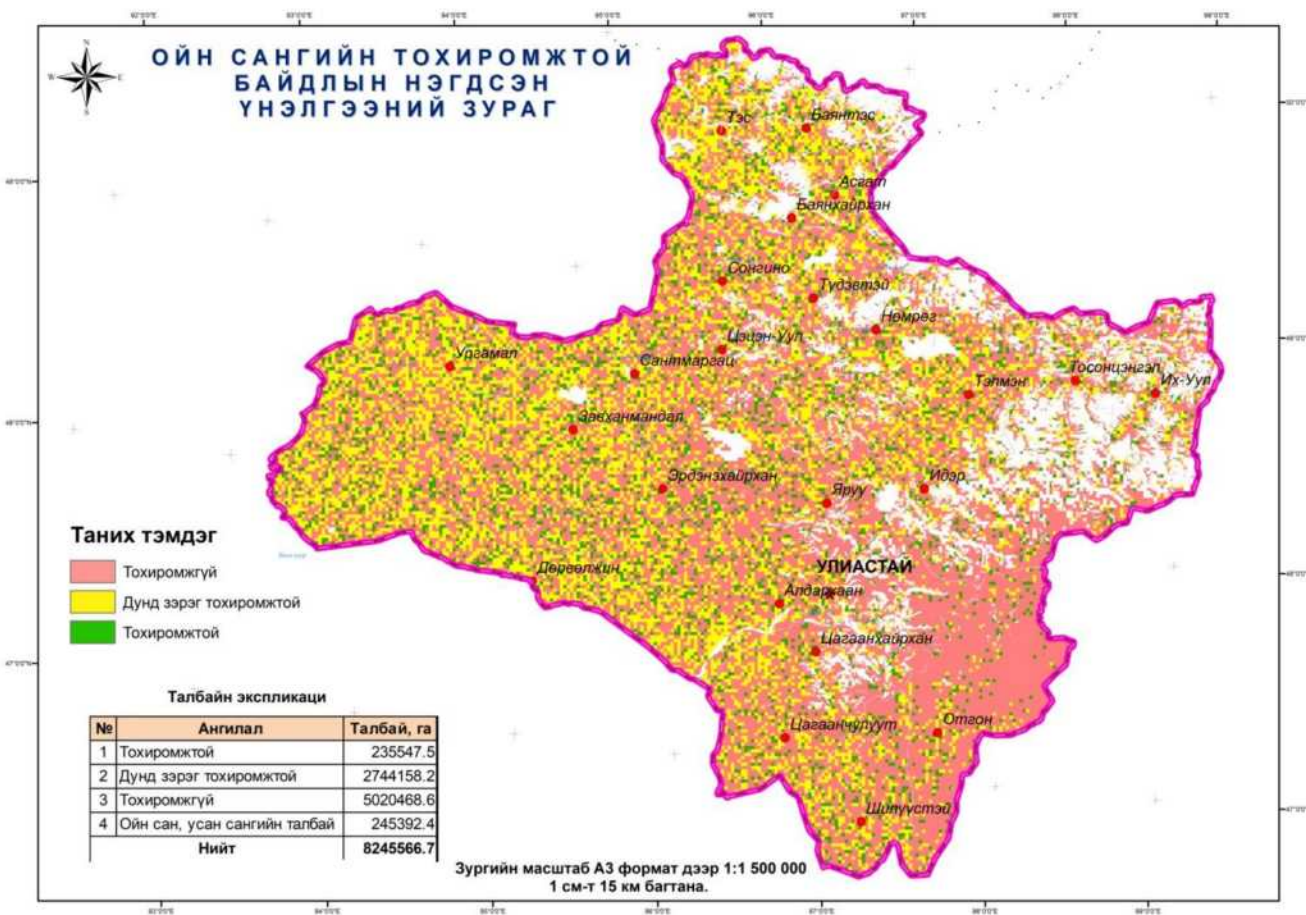 ОЙН САНГИЙН ТОХИРОМЖТОЙ
БАЙДЛЫН НЭГДСЭН
ҮНЭЛГЭЭНИЙ ЗУРАГ
N
W
E
S
Тэс
Баянтэс
Асгат
Баянхайрхан
Сонгино
Түдэвтэй
Нөмрөг
Цэцэн-Уул
Ургамал
Сантмаргац
Тосонцэнгэл
Тэлмэн
Их-Уул
Завханмандал
Эрдэнэхайрхан
Яруу
Идэр
Дөрвөлжин
УЛИАСТАЙ
Алдархаан
Цагаанхайрхан
Цагаанчулуут
Отгон
Шилүүстэй
Таних тэмдэг
Тохиромжгүй
Дунд зэрэг тохиромжтой
Тохиромжтой
Талбайн экспликаци
№ Ангилал Талбай, га
1 Тохиромжтой 235547.5
2 Дунд зэрэг тохиромжтой 2744158.2
3 Тохиромжгүй 5020468.6
4 Ойн сан, усан сангийн талбай 245392.4
Нийт 8245566.7
Зургийн масштаб А3 формат дээр 1:1 500 000
1 см-т 15 км багтана.